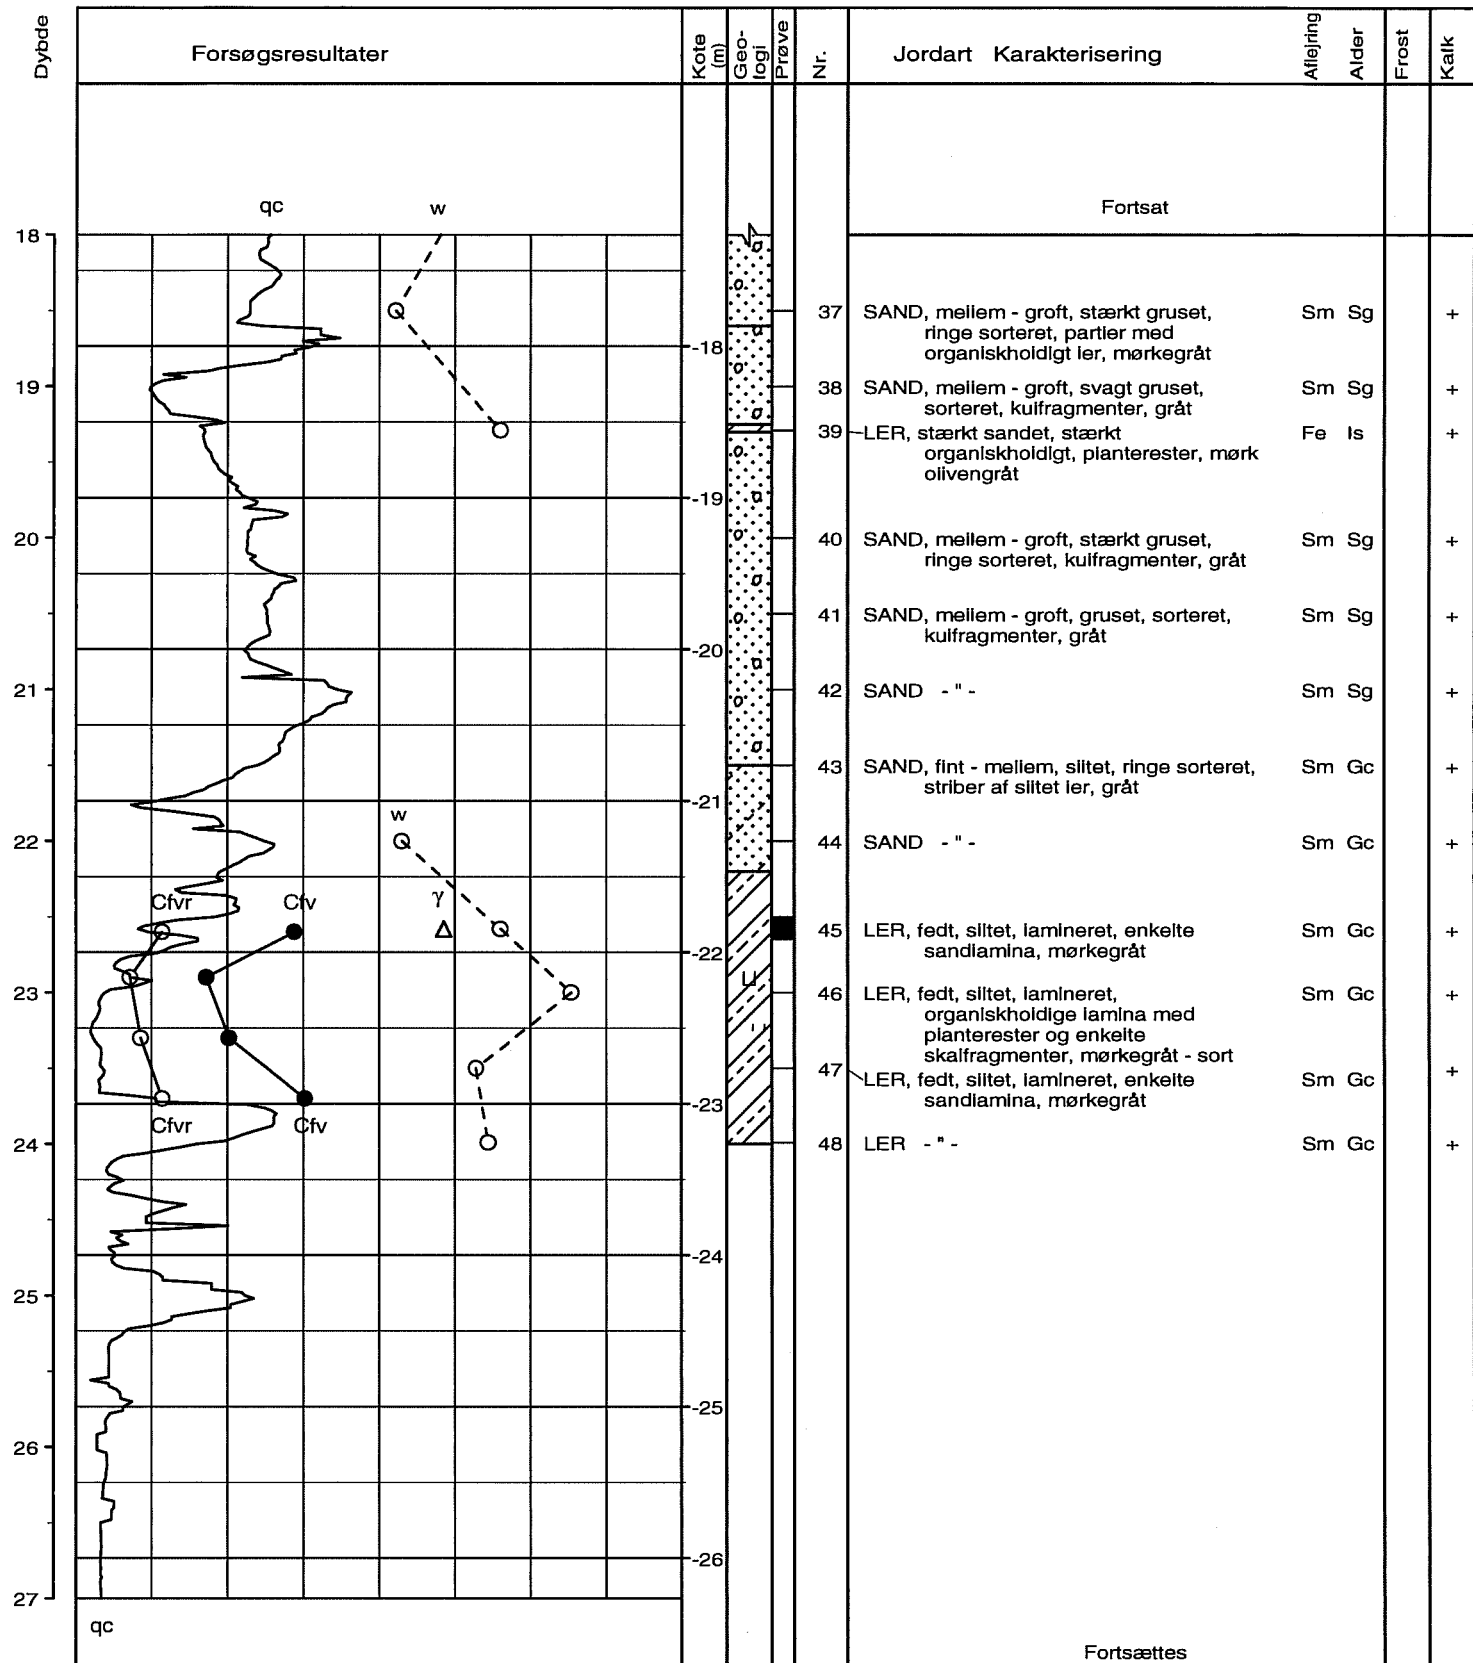 Dybde
Forsøgsresultater
Kote (m)
Geo-logi
Prøve
Nr.
Jordart Karakterisering
Aflejring
Alder
Frost
Kalk
qc
w
Fortsat
18
37 SAND, mellem - groft, stærkt gruset, Sm Sg +
ringe sorteret, partier med
-18
organiskholdigt ler, mørkegråt
19
38 SAND, mellem - groft, svagt gruset, Sm Sg +
sorteret, kulfragmenter, gråt
39 LER, stærkt sandet, stærkt Fe Is +
organiskholdigt, planterester, mørk
olivengråt
-19
20
40 SAND, mellem - groft, stærkt gruset, Sm Sg +
ringe sorteret, kulfragmenter, gråt
41 SAND, mellem - groft, gruset, sorteret, Sm Sg +
kulfragmenter, gråt
-20
21
42 SAND - " - Sm Sg +
43 SAND, fint - mellem, siltet, ringe sorteret, Sm Gc +
striber af siltet ler, gråt
-21
w
22
44 SAND - " - Sm Gc +
Cfvr
Cfv
γ
45 LER, fedt, siltet, lamineret, enkelte Sm Gc +
sandlamina, mørkegråt
-22
23
46 LER, fedt, siltet, lamineret, Sm Gc +
organiskholdige lamina med
planterester og enkelte
skalfragmenter, mørkegråt - sort
47 LER, fedt, siltet, lamineret, enkelte Sm Gc +
sandlamina, mørkegråt
-23
Cfvr
Cfv
24
48 LER - " - Sm Gc +
-24
25
-25
26
-26
27
qc
Fortsættes